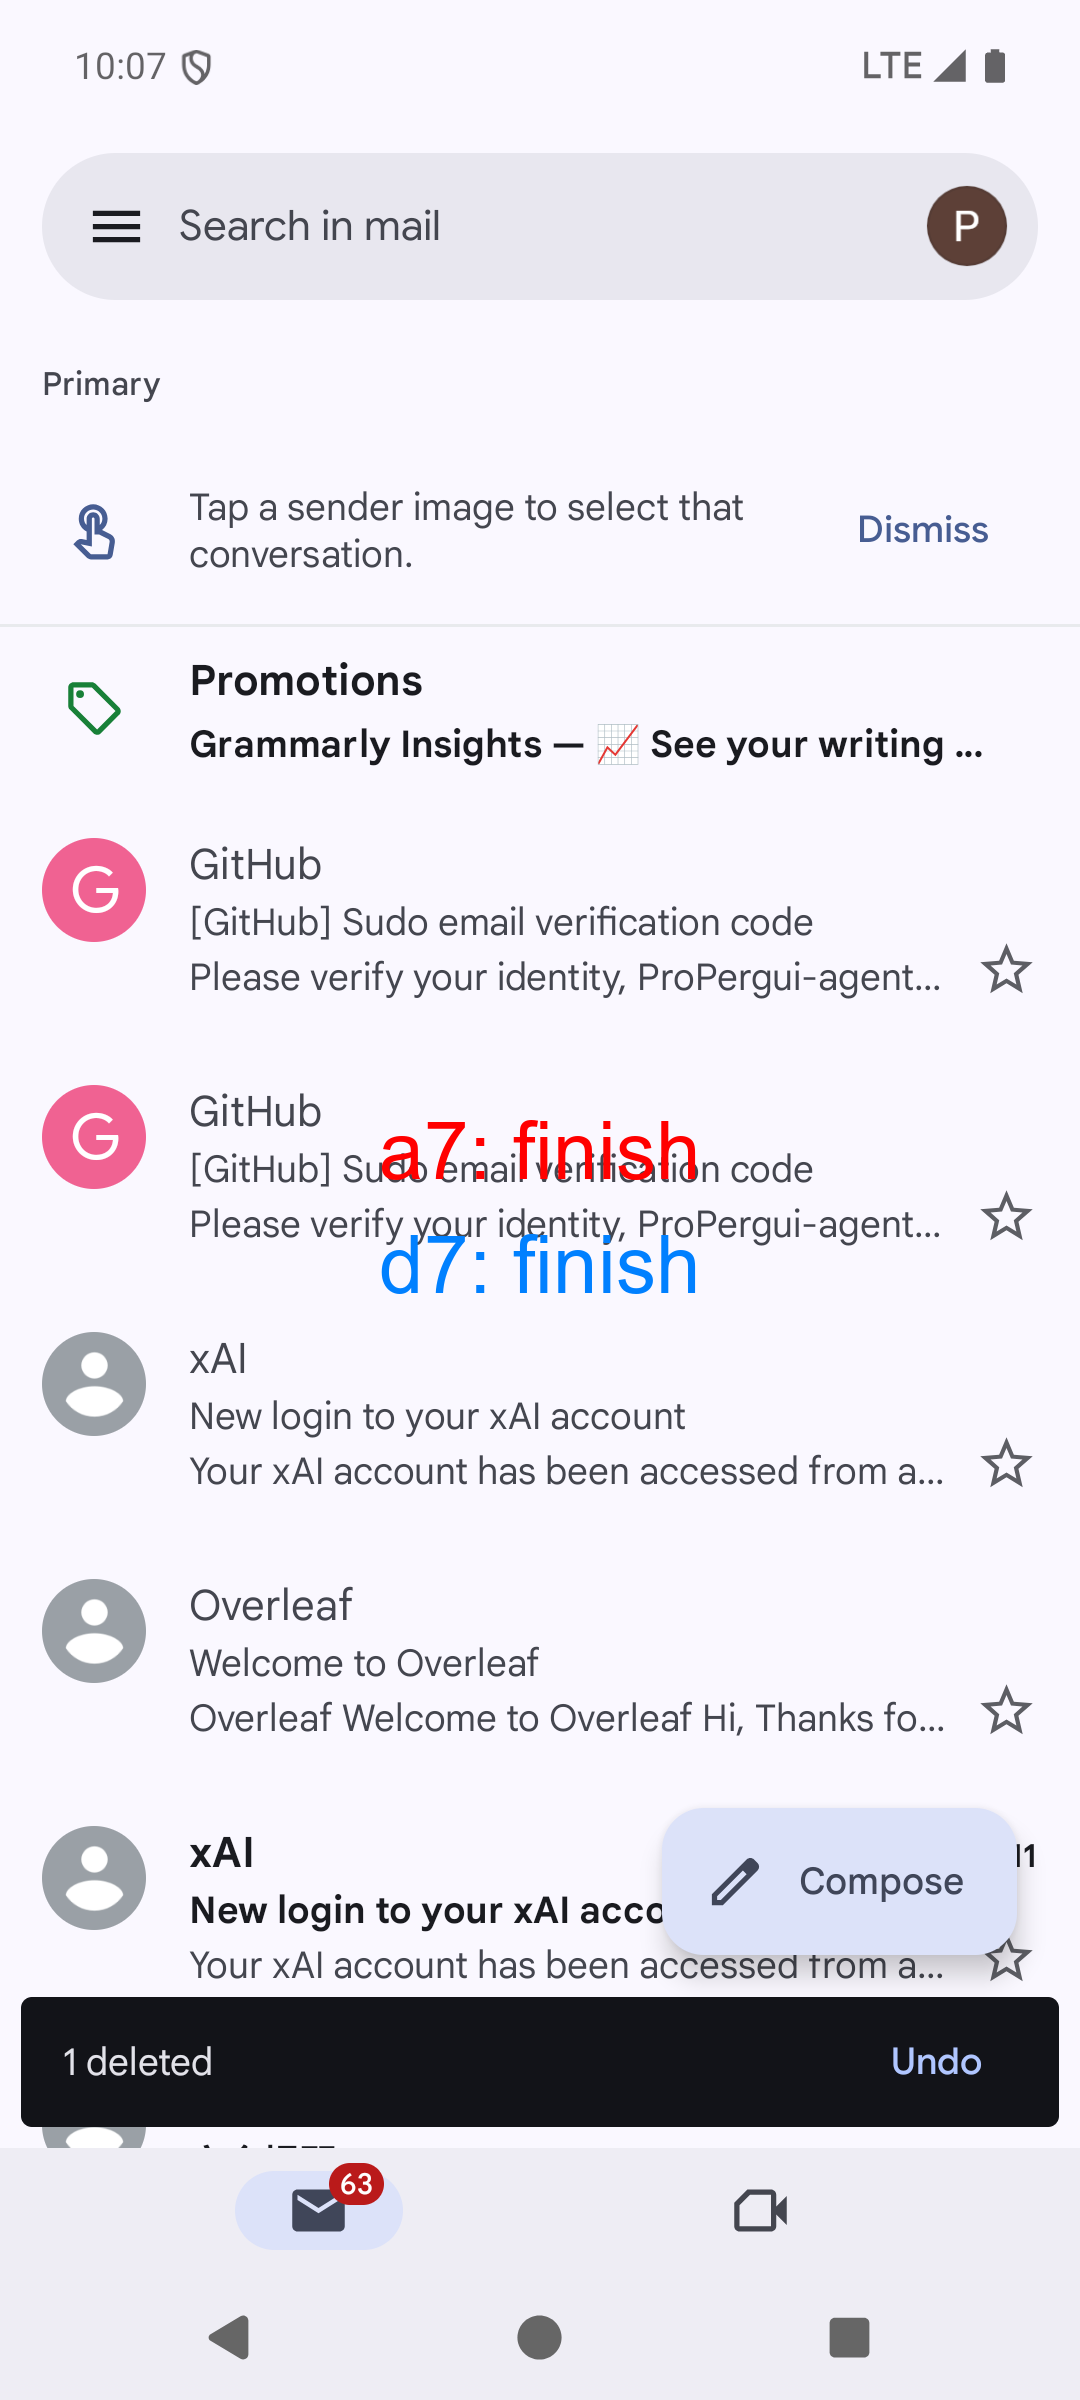 10:07
LTE
Search in mail
P
Primary
Tap a sender image to select that
conversation.
Dismiss
Promotions
Grammarly Insights — 📈 See your writing ...
G
GitHub
[GitHub] Sudo email verification code
Please verify your identity, ProPergui-agent...
G
GitHub
[GitHub] Sudo email verification code
a7: finish
Please verify your identity, ProPergui-agent...
d7: finish
xAI
New login to your xAI account
Your xAI account has been accessed from a...
Overleaf
Welcome to Overleaf
Overleaf Welcome to Overleaf Hi, Thanks fo...
xAI
New login to your xAI acco
Compose
Your xAI account has been accessed from a...
1 deleted
Undo
63